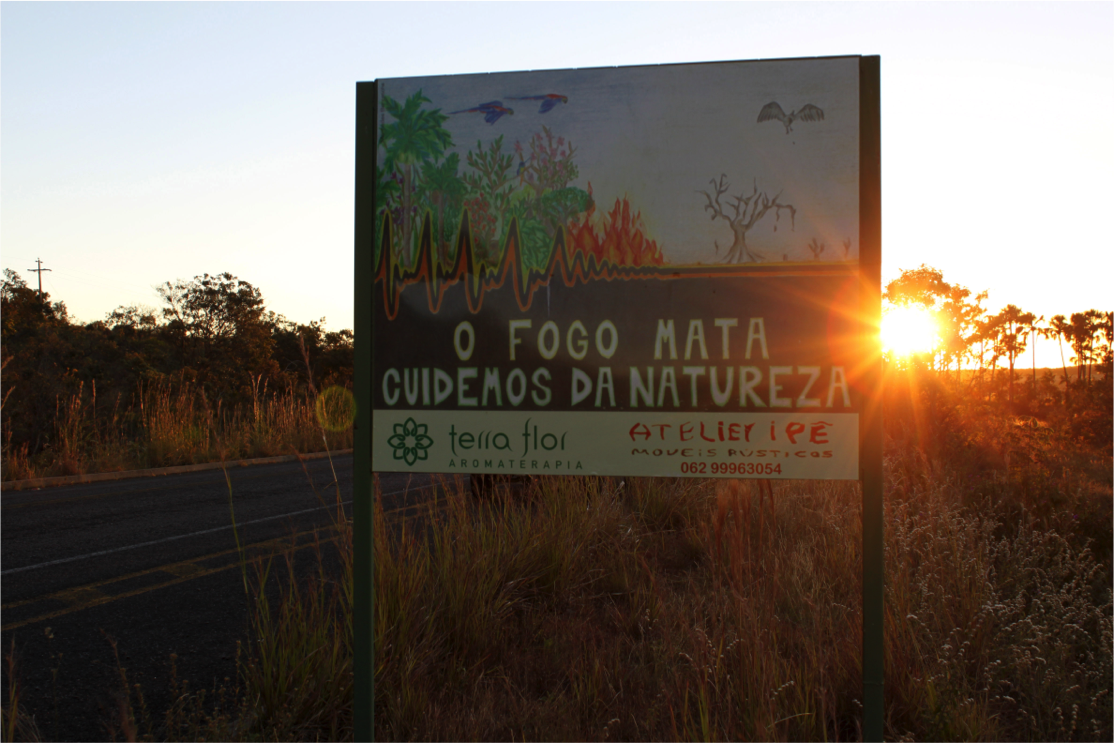 O FOGO MATA
CUIDEMOS DA NATUREZA
terra flor
AROMATERAPIA
ATELIER IPÊ
MOVEIS RUSTICOS
062 99963054